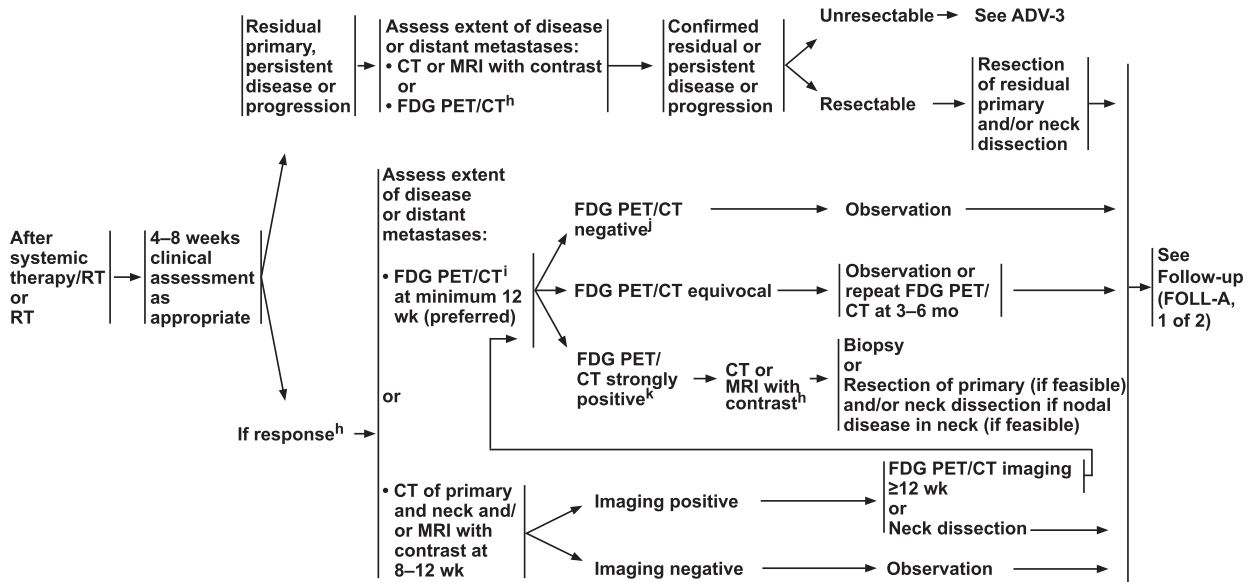 After
systemic
therapy/RT
or
RT
4–8 weeks
clinical
assessment
as
appropriate
Residual
primary,
persistent
disease or
progression
Assess extent of disease
or distant metastases:
• CT or MRI with contrast
or
• FDG PET/CTh
Confirmed
residual or
persistent
disease or
progression
Unresectable
See ADV-3
Resectable
Resection
of residual
primary
and/or neck
dissection
If responseh
Assess extent
of disease
or distant
metastases:
• FDG PET/CTi
at minimum 12
wk (preferred)
or
• CT of primary
and neck and/
or MRI with
contrast at
8–12 wk
FDG PET/CT
negativej
Observation
FDG PET/CT equivocal
Observation or
repeat FDG PET/
CT at 3–6 mo
FDG PET/
CT strongly
positivek
CT or
MRI with
contrasth
Biopsy
or
Resection of primary (if feasible)
and/or neck dissection if nodal
disease in neck (if feasible)
Imaging positive
FDG PET/CT imaging
≥12 wk
or
Neck dissection
Imaging negative
Observation
See
Follow-up
(FOLL-A,
1 of 2)